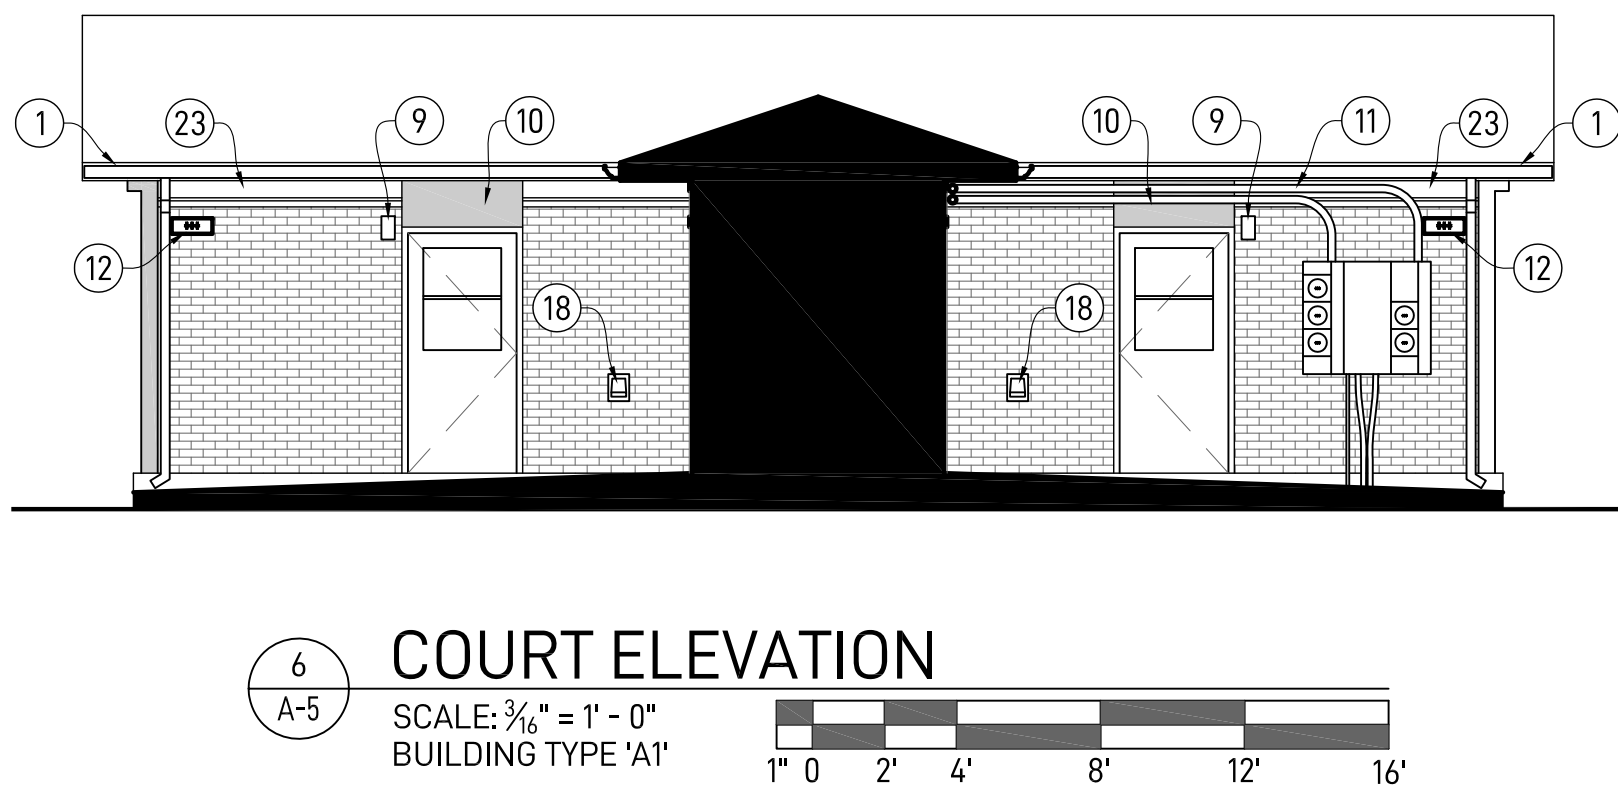 1 23 9 10 10 9 11 23 1
12 12
18 18
6
A-5
COURT ELEVATION
SCALE: 3⁄16" = 1' - 0"
BUILDING TYPE 'A1'
1" 0 2' 4' 8' 12' 16'